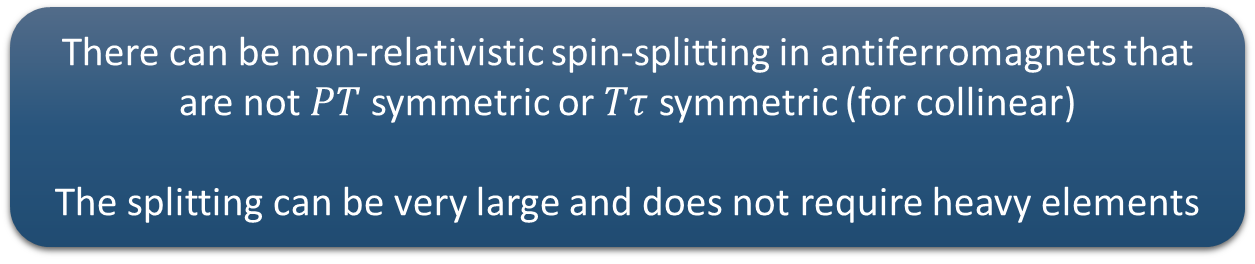 There can be non-relativistic spin-splitting in antiferromagnets that
are not PT symmetric or Tτ symmetric (for collinear)
The splitting can be very large and does not require heavy elements